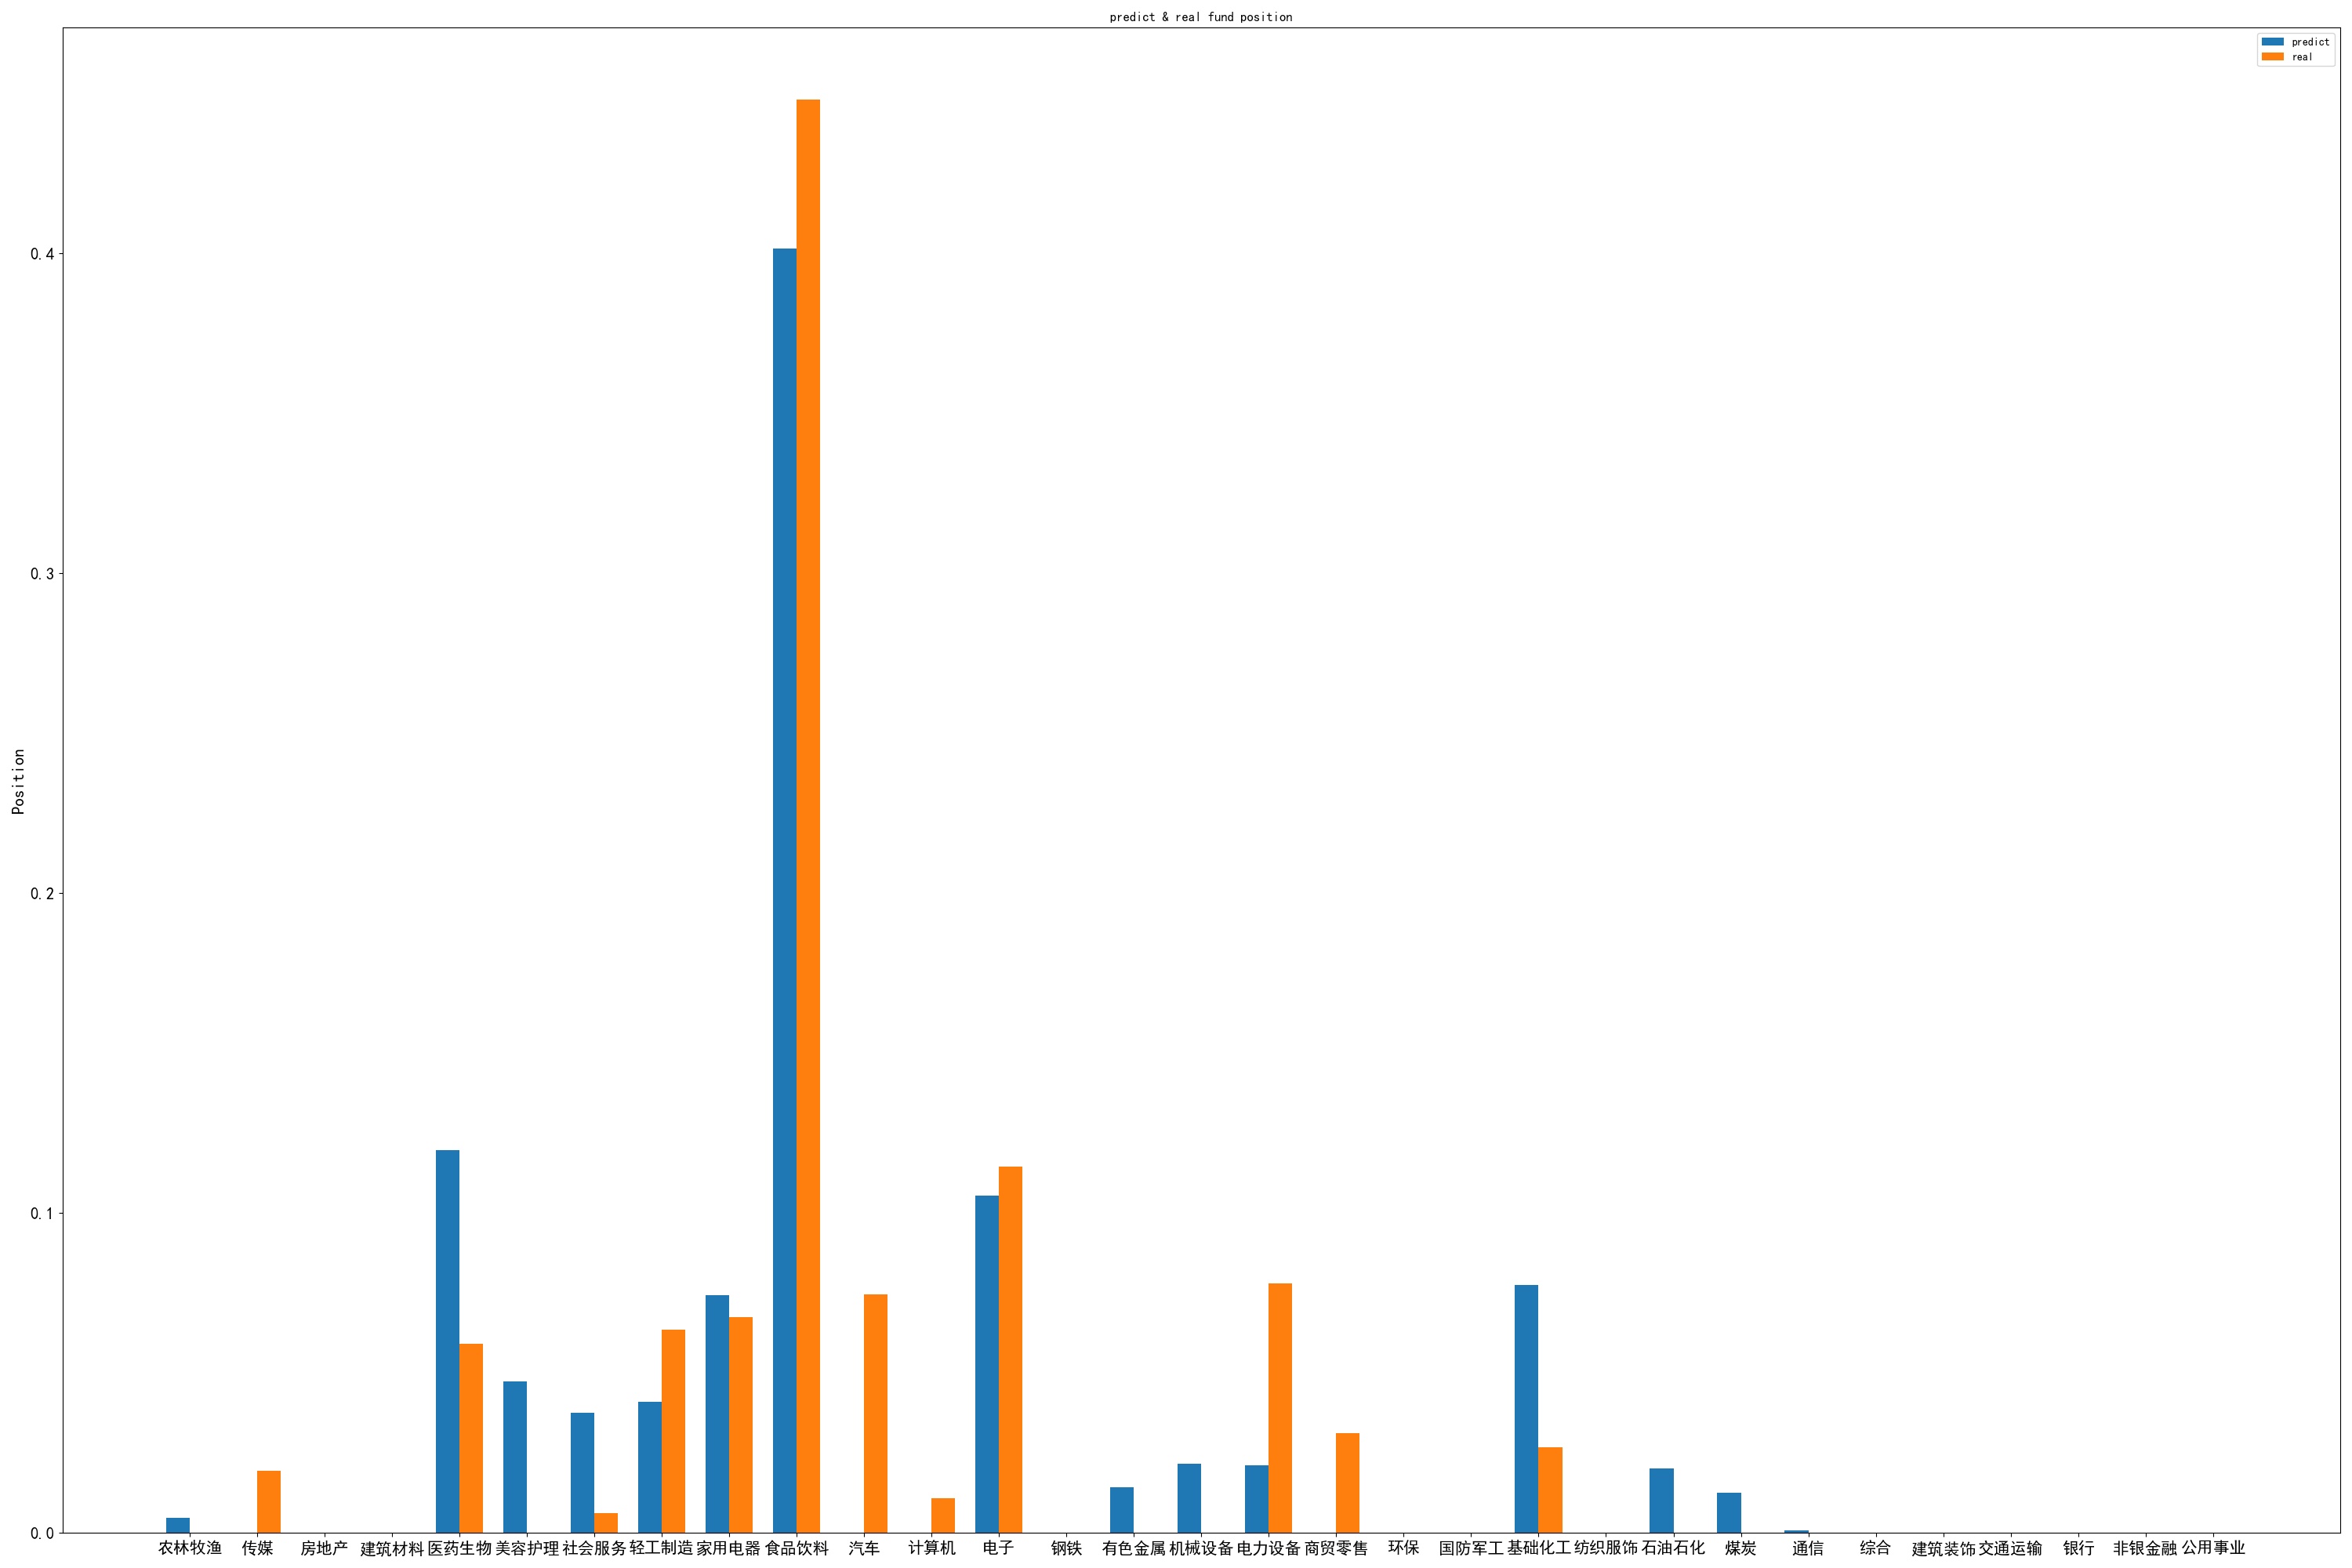 predict & real fund position
predict
real
0.4
0.3
0.2
0.1
0.0
Position
农林牧渔 传媒 房地产 建筑材料 医药生物 美容护理 社会服务 轻工制造 家用电器 食品饮料 汽车 计算机 电子 钢铁 有色金属 机械设备 电力设备 商贸零售 环保 国防军工 基础化工 纺织服饰 石油石化 煤炭 通信 综合 建筑装饰 交通运输 银行 非银金融 公用事业